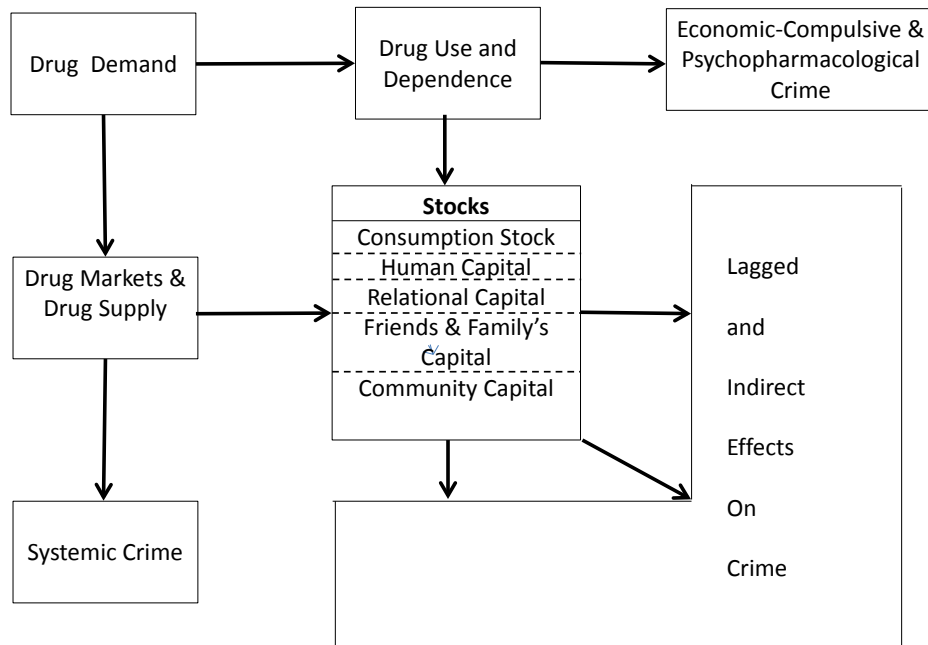 Drug Demand
Drug Use and
Dependence
Economic-Compulsive &
Psychopharmacological
Crime
Drug Markets &
Drug Supply
Stocks
Consumption Stock
Human Capital
Relational Capital
Friends & Family's
Capital
Community Capital
Lagged
and
Indirect
Effects
On
Crime
Systemic Crime